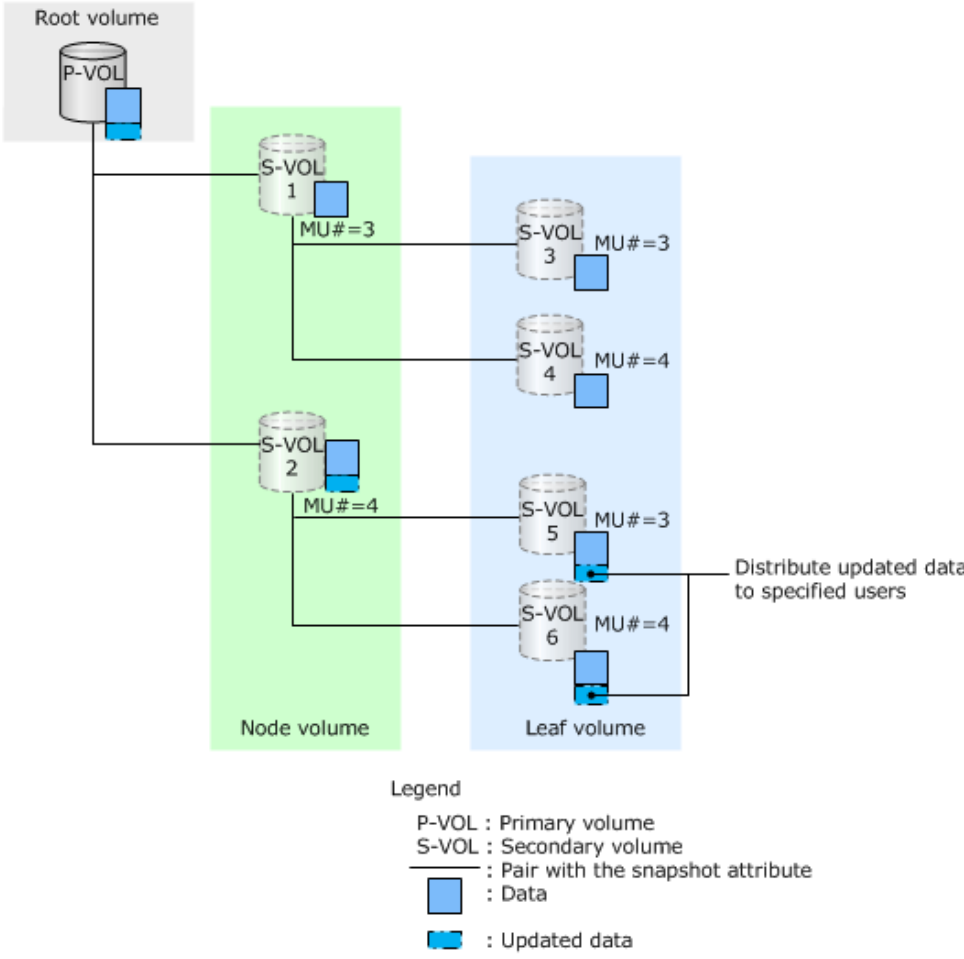 Root volume
P-VOL
S-VOL
1
MU#=3
S-VOL
3
MU#=3
S-VOL
4
MU#=4
S-VOL
2
MU#=4
S-VOL
5
MU#=3
Distribute updated data
to specified users
S-VOL
6
MU#=4
Node volume
Leaf volume
Legend
P-VOL : Primary volume
S-VOL : Secondary volume
: Pair with the snapshot attribute
: Data
: Updated data